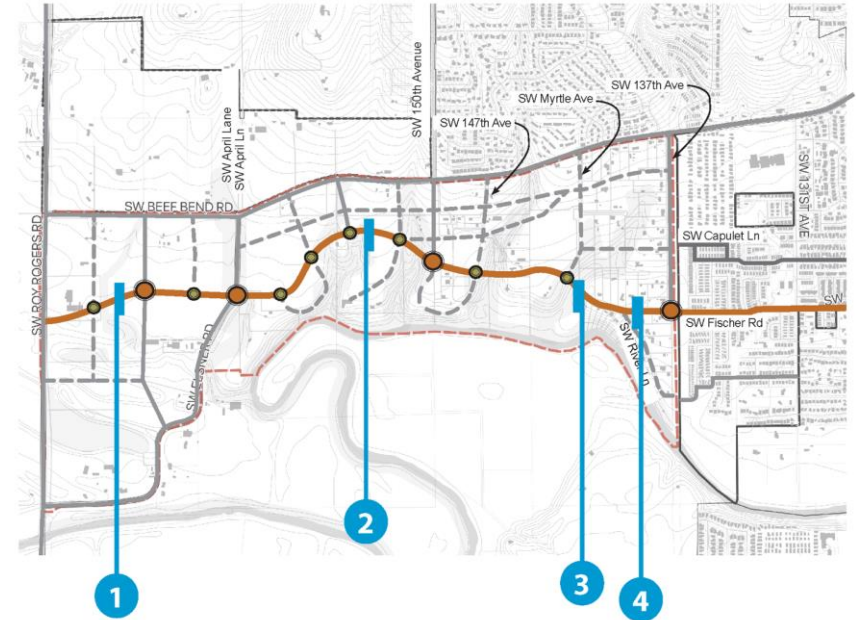 SW 150th Avenue
SW 137th Ave
SW Myrtle Ave
SW 147th Ave
SW April Lane
SW April Ln
SW 131ST AVE
SW BEEF BEND RD
SW Capulet Ln
SW ROY ROGERS RD
SW
SW Fischer Rd
SW River Ln
SW ELSNER RD
1
2
3
4